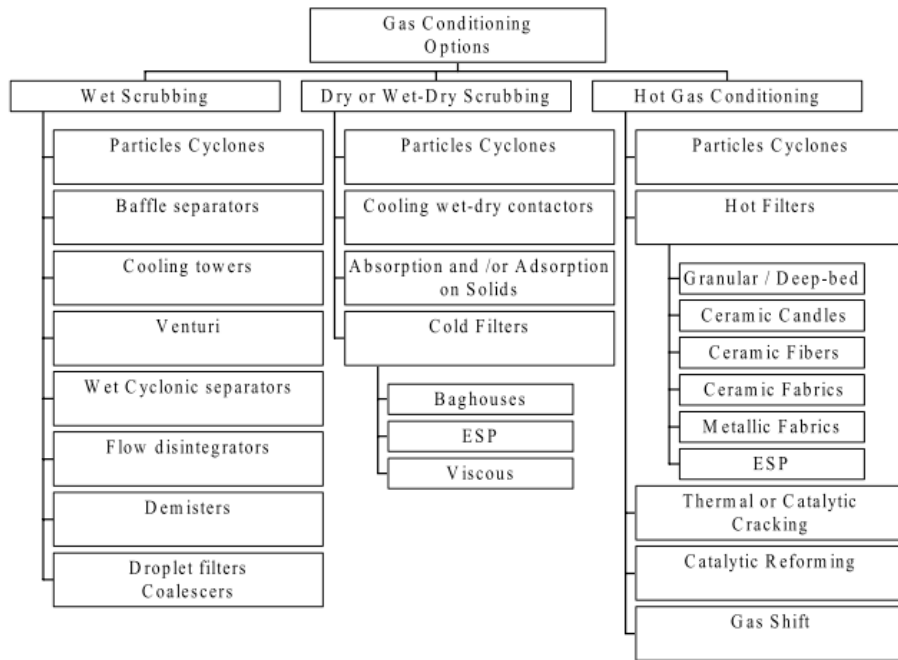 Gas Conditioning
Options
Wet Scrubbing
Particles Cyclones
Baffle separators
Cooling towers
Venturi
Wet Cyclonic separators
Flow disintegrators
Demisters
Droplet filters
Coalescers
Dry or Wet-Dry Scrubbing
Particles Cyclones
Cooling wet-dry contactors
Absorption and /or Adsorption
on Solids
Cold Filters
Baghouses
ESP
Viscous
Hot Gas Conditioning
Particles Cyclones
Hot Filters
Granular / Deep-bed
Ceramic Candles
Ceramic Fibers
Ceramic Fabrics
Metallic Fabrics
ESP
Thermal or Catalytic
Cracking
Catalytic Reforming
Gas Shift